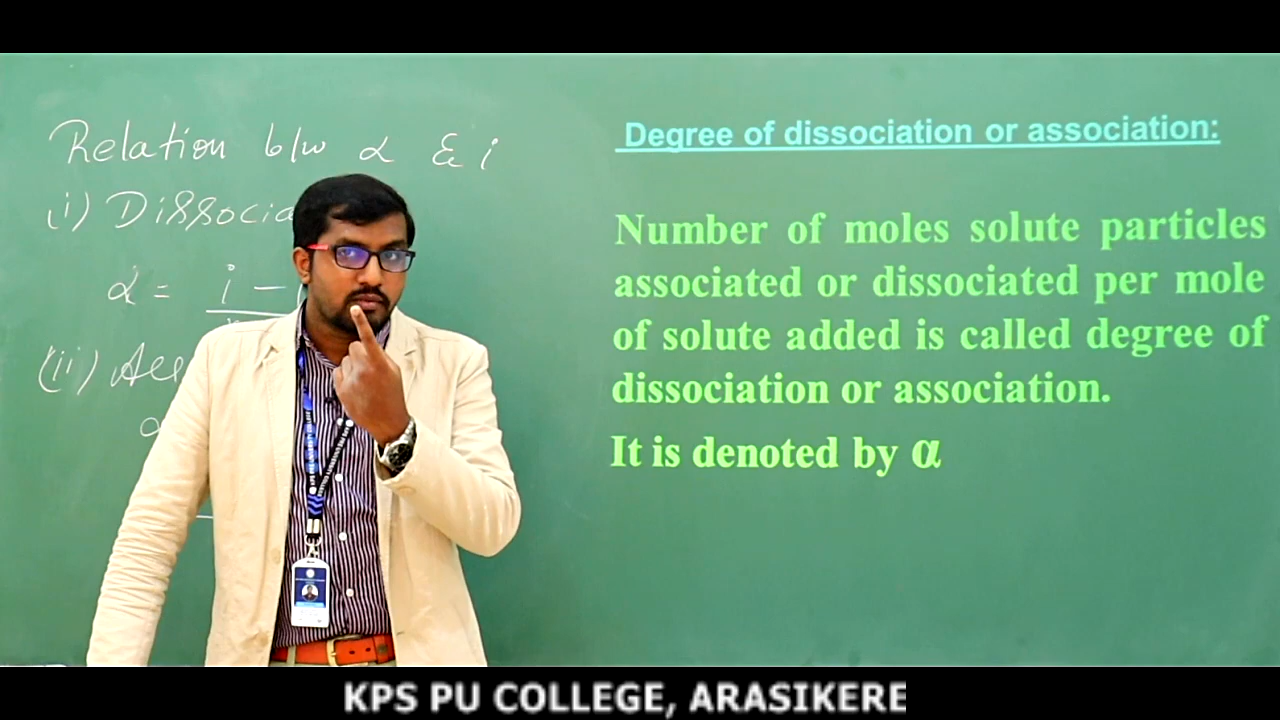 Relation b/w α & i
(i) Dissocia
α = i -
(ii)
α
Degree of dissociation or association:
Number of moles solute particles
associated or dissociated per mole
of solute added is called degree of
dissociation or association.
It is denoted by α
KPS PU COLLEGE, ARASIKERE